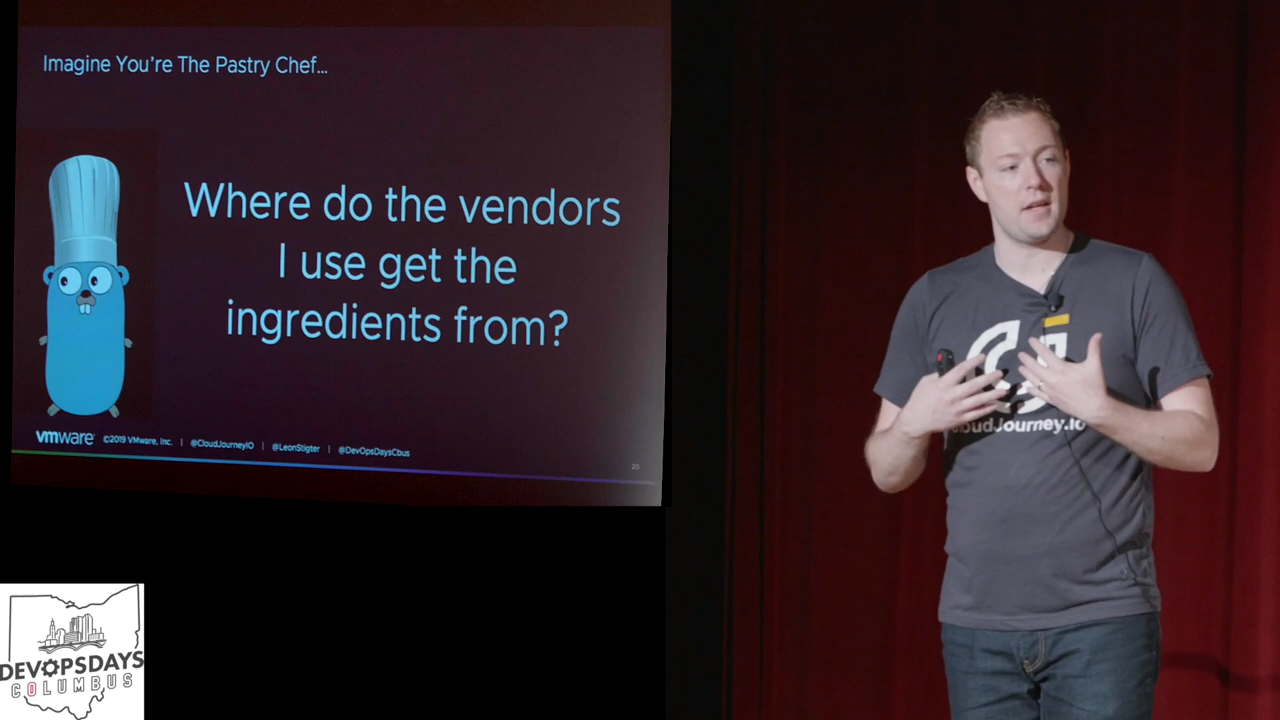 Imagine You're The Pastry Chef...
Where do the vendors
I use get the
ingredients from?
vmware ©2019 VMware, Inc. | @CloudJourneyIO | @LeonStigter | @DevOpsDaysCbus
20
CloudJourney.io
DEVOPSDAYS
COLUMBUS